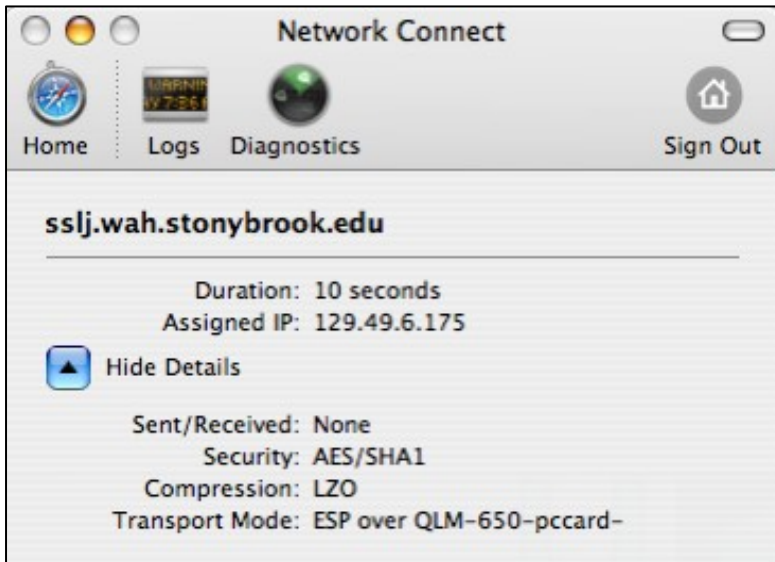 Network Connect
WARNIN
Home Logs Diagnostics Sign Out
sslj.wah.stonybrook.edu
Duration: 10 seconds
Assigned IP: 129.49.6.175
Hide Details
Sent/Received: None
Security: AES/SHA1
Compression: LZO
Transport Mode: ESP over QLM-650-pccard-